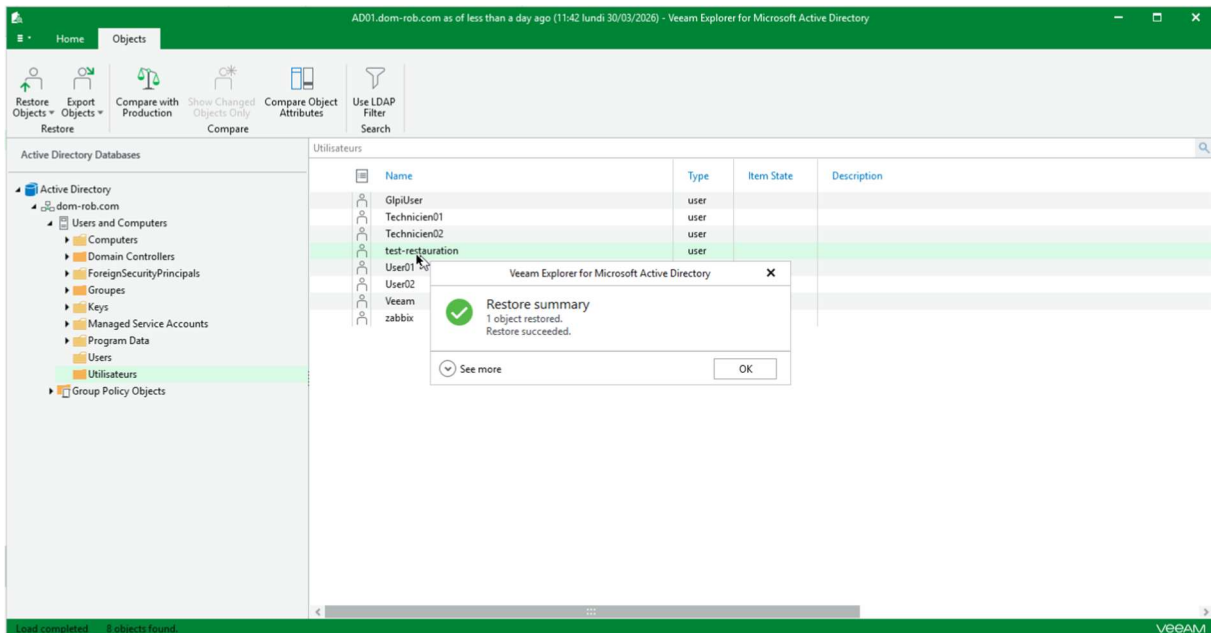 AD01.dom-rob.com as of less than a day ago (11:42 lundi 30/03/2026) - Veeam Explorer for Microsoft Active Directory
Home Objects
Restore Objects
Export Objects
Compare with Production
Show Changed Objects Only
Compare Object Attributes
Use LDAP Filter
Restore Compare Search
Active Directory Databases
Active Directory
dom-rob.com
Users and Computers
Computers
Domain Controllers
ForeignSecurityPrincipals
Groupes
Keys
Managed Service Accounts
Program Data
Users
Utilisateurs
Group Policy Objects
Utilisateurs
Name Type Item State Description
GlpiUser user
Technicien01 user
Technicien02 user
test-restauration user
User01
User02
Veeam
zabbix
Veeam Explorer for Microsoft Active Directory
Restore summary
1 object restored.
Restore succeeded.
See more OK
Load completed 8 objects found.
veeam